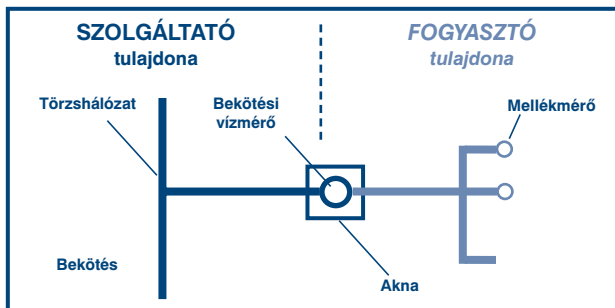 SZOLGÁLTATÓ
tulajdona
FOGYASZTÓ
tulajdona
Törzshálózat
Bekötési
vízmérő
Mellékmérő
Bekötés
Akna